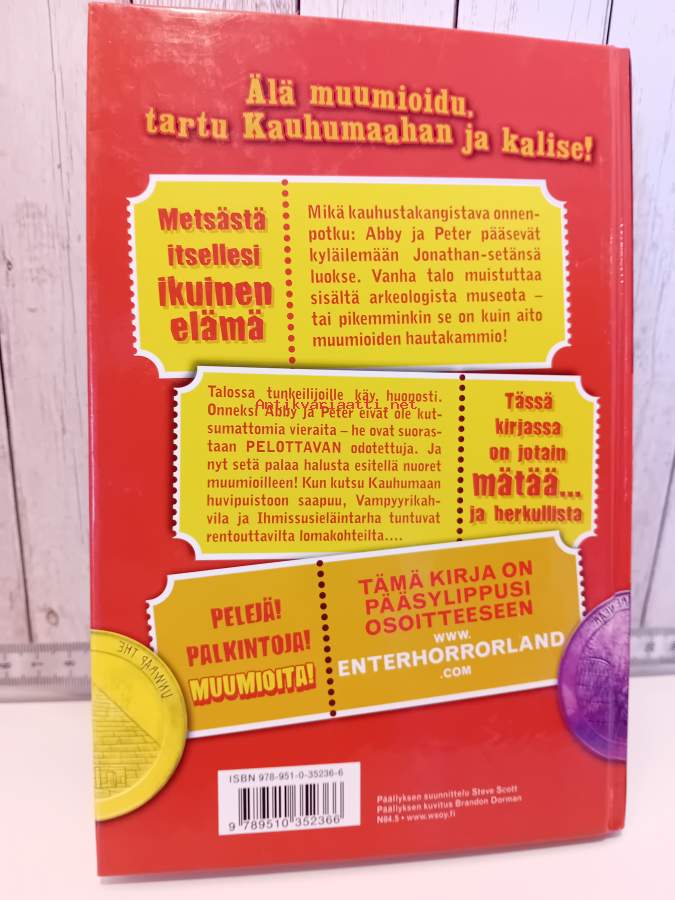 Älä muumioidu,
tartu Kauhumaahan ja kalise!
Metsästä
itsellesi
ikuinen
elämä
Mikä kauhustakangistava onnen-
potku: Abby ja Peter pääsevät
kyläilemään Jonathan-setänsä
luokse. Vanha talo muistuttaa
sisältä arkeologista museota –
tai pikemminkin se on kuin aito
muumioiden hautakammio!
Talossa tunkeilijoille käy huonosti.
Onneksi Abby ja Peter eivät ole kut-
sumattomia vieraita – he ovat suoras-
taan PELOTTAVAN odotettuja. Ja
nyt setä palaa halusta esitellä nuoret
muumioilleen! Kun kutsu Kauhumaan
huvipuistoon saapuu, Vampyyrikah-
vila ja Ihmissusieläintarha tuntuvat
rentouttavilta lomakohteilta....
Antikvariaatti.net
Tässä
kirjassa
on jotain
mätää...
ja herkullista
PELEJÄ!
PALKINTOJA!
MUUMIOITA!
TÄMÄ KIRJA ON
PÄÄSYLIPPUSI
OSOITTEESEEN
WWW.
ENTERHORRORLAND
.COM
UNWRAP THE
ISBN 978-951-0-35236-6
9 789510 352366
Päällyksen suunnittelu Steve Scott
Päällyksen kuvitus Brandon Dorman
N84.5 • www.wsoy.fi